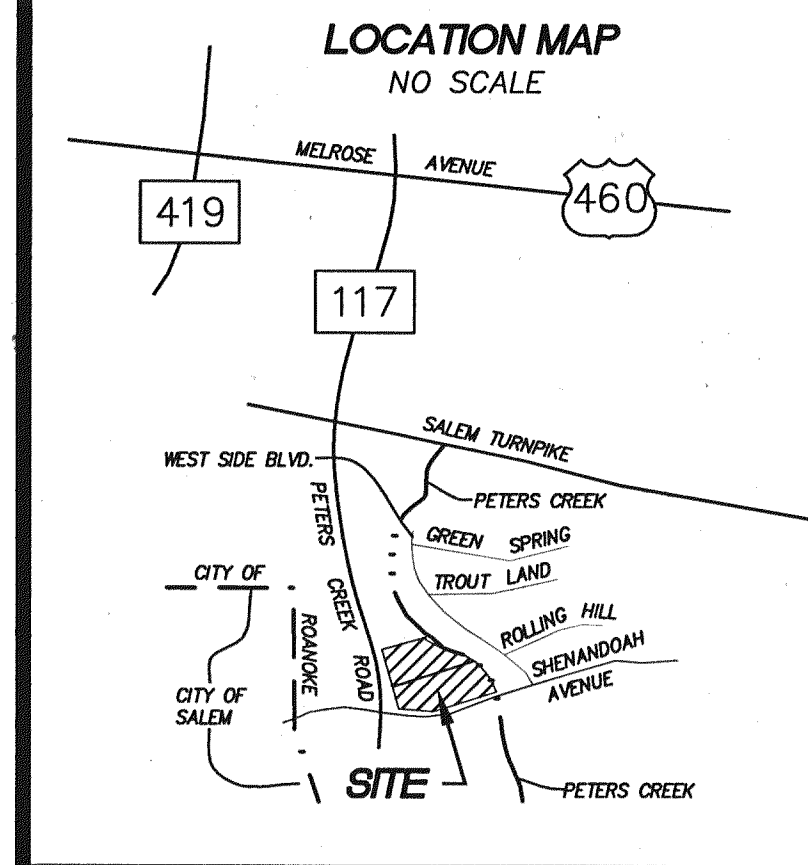 LOCATION MAP
NO SCALE
MELROSE AVENUE
419
460
117
SALEM TURNPIKE
WEST SIDE BLVD.
PETERS CREEK
PETERS CREEK ROAD
GREEN SPRING
TROUT LAND
CITY OF
ROANOKE
ROLLING HILL
SHENANDOAH
AVENUE
CITY OF
SALEM
SITE
PETERS CREEK